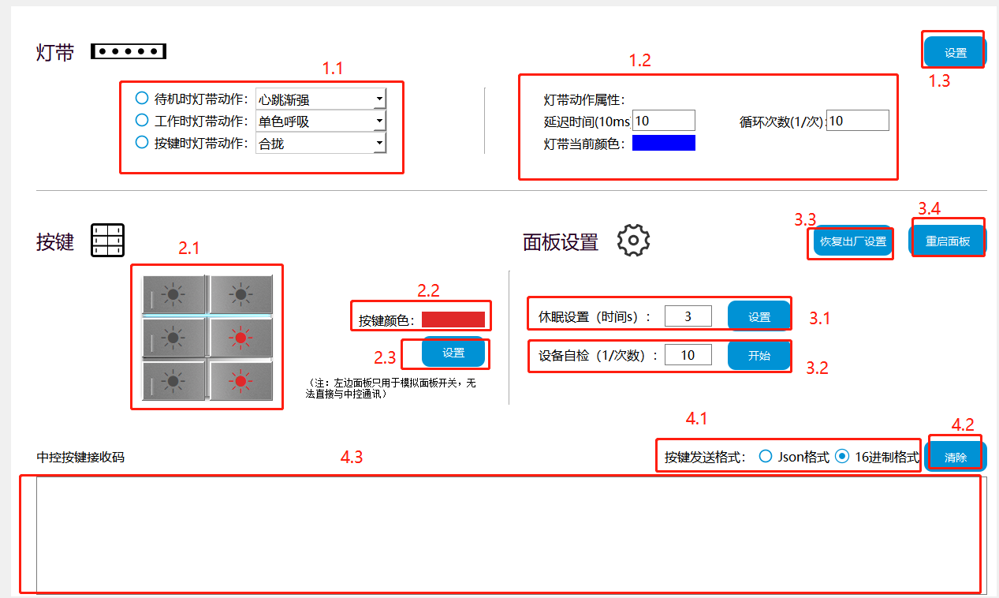 灯带
1.1
1.2
设置
1.3
待机时灯带动作：
心跳渐强
工作时灯带动作：
单色呼吸
按键时灯带动作：
合拢
灯带动作属性：
延迟时间(10ms
10
循环次数(1/次):
10
灯带当前颜色：
按键
2.1
面板设置
3.3
恢复出厂设置
3.4
重启面板
2.2
按键颜色：
2.3
设置
（注：左边面板只用于模拟面板开关，无
法直接与中控通讯）
休眠设置（时间s）：
3
设置
3.1
设备自检（1/次数）：
10
开始
3.2
中控按键接收码
4.3
4.1
按键发送格式：
Json格式
16进制格式
4.2
清除